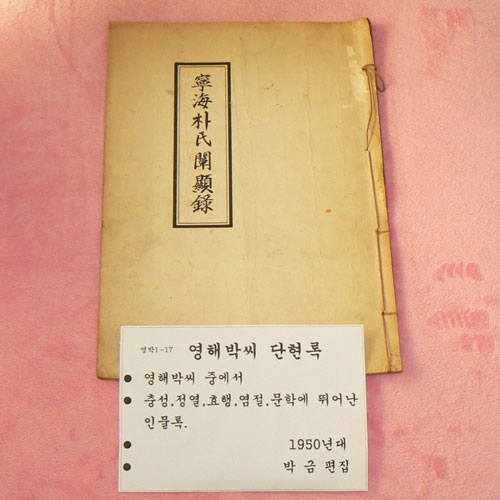 寧海朴氏闡顯錄
영박1-17 영해박씨 단현록
영해박씨 중에서
충성,정열,효행,염절,문학에 뛰어난
인물록.
1950년대
박 금 편집